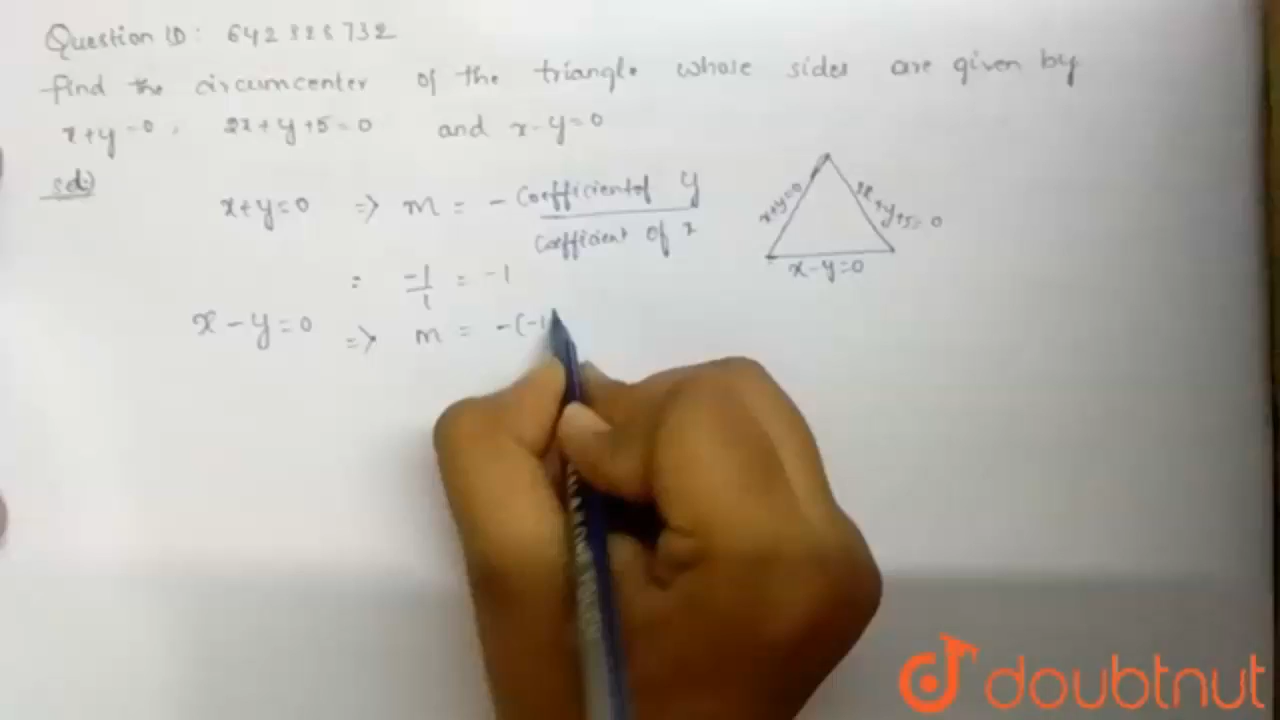 Question ID: 642328732
find the circumcenter of the triangle whose sides are given by
x+y=0, 2x+y+5=0 and x-y=0
sol:)
x+y=0 => m = - Coefficient of y / Coefficient of x
= -1/1 = -1
x-y=0 => m = -(-1
x+y=0
2x+y+5=0
x-y=0
doubtnut